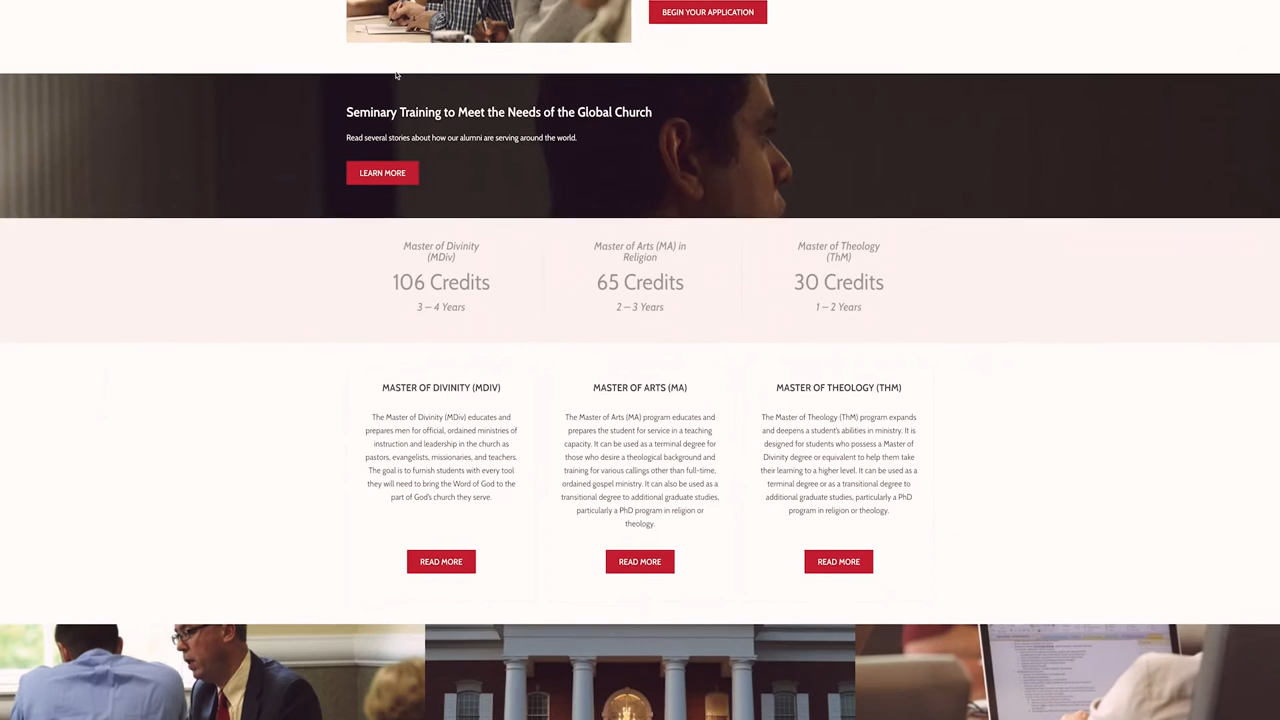 BEGIN YOUR APPLICATION
Seminary Training to Meet the Needs of the Global Church
Read several stories about how our alumni are serving around the world.
LEARN MORE
Master of Divinity
(MDiv)
106 Credits
3 – 4 Years
Master of Arts (MA) in
Religion
65 Credits
2 – 3 Years
Master of Theology
(ThM)
30 Credits
1 – 2 Years
MASTER OF DIVINITY (MDIV)
The Master of Divinity (MDiv) educates and
prepares men for official, ordained ministries of
instruction and leadership in the church as
pastors, evangelists, missionaries, and teachers.
The goal is to furnish students with every tool
they will need to bring the Word of God to the
part of God's church they serve.
READ MORE
MASTER OF ARTS (MA)
The Master of Arts (MA) program educates and
prepares the student for service in a teaching
capacity. It can be used as a terminal degree for
those who desire a theological background and
training for various callings other than full-time,
ordained gospel ministry. It can also be used as a
transitional degree to additional graduate studies,
particularly a PhD program in religion or
theology.
READ MORE
MASTER OF THEOLOGY (THM)
The Master of Theology (ThM) program expands
and deepens a student's abilities in ministry. It is
designed for students who possess a Master of
Divinity degree or equivalent to help them take
their learning to a higher level. It can be used as a
terminal degree or as a transitional degree to
additional graduate studies, particularly a PhD
program in religion or theology.
READ MORE